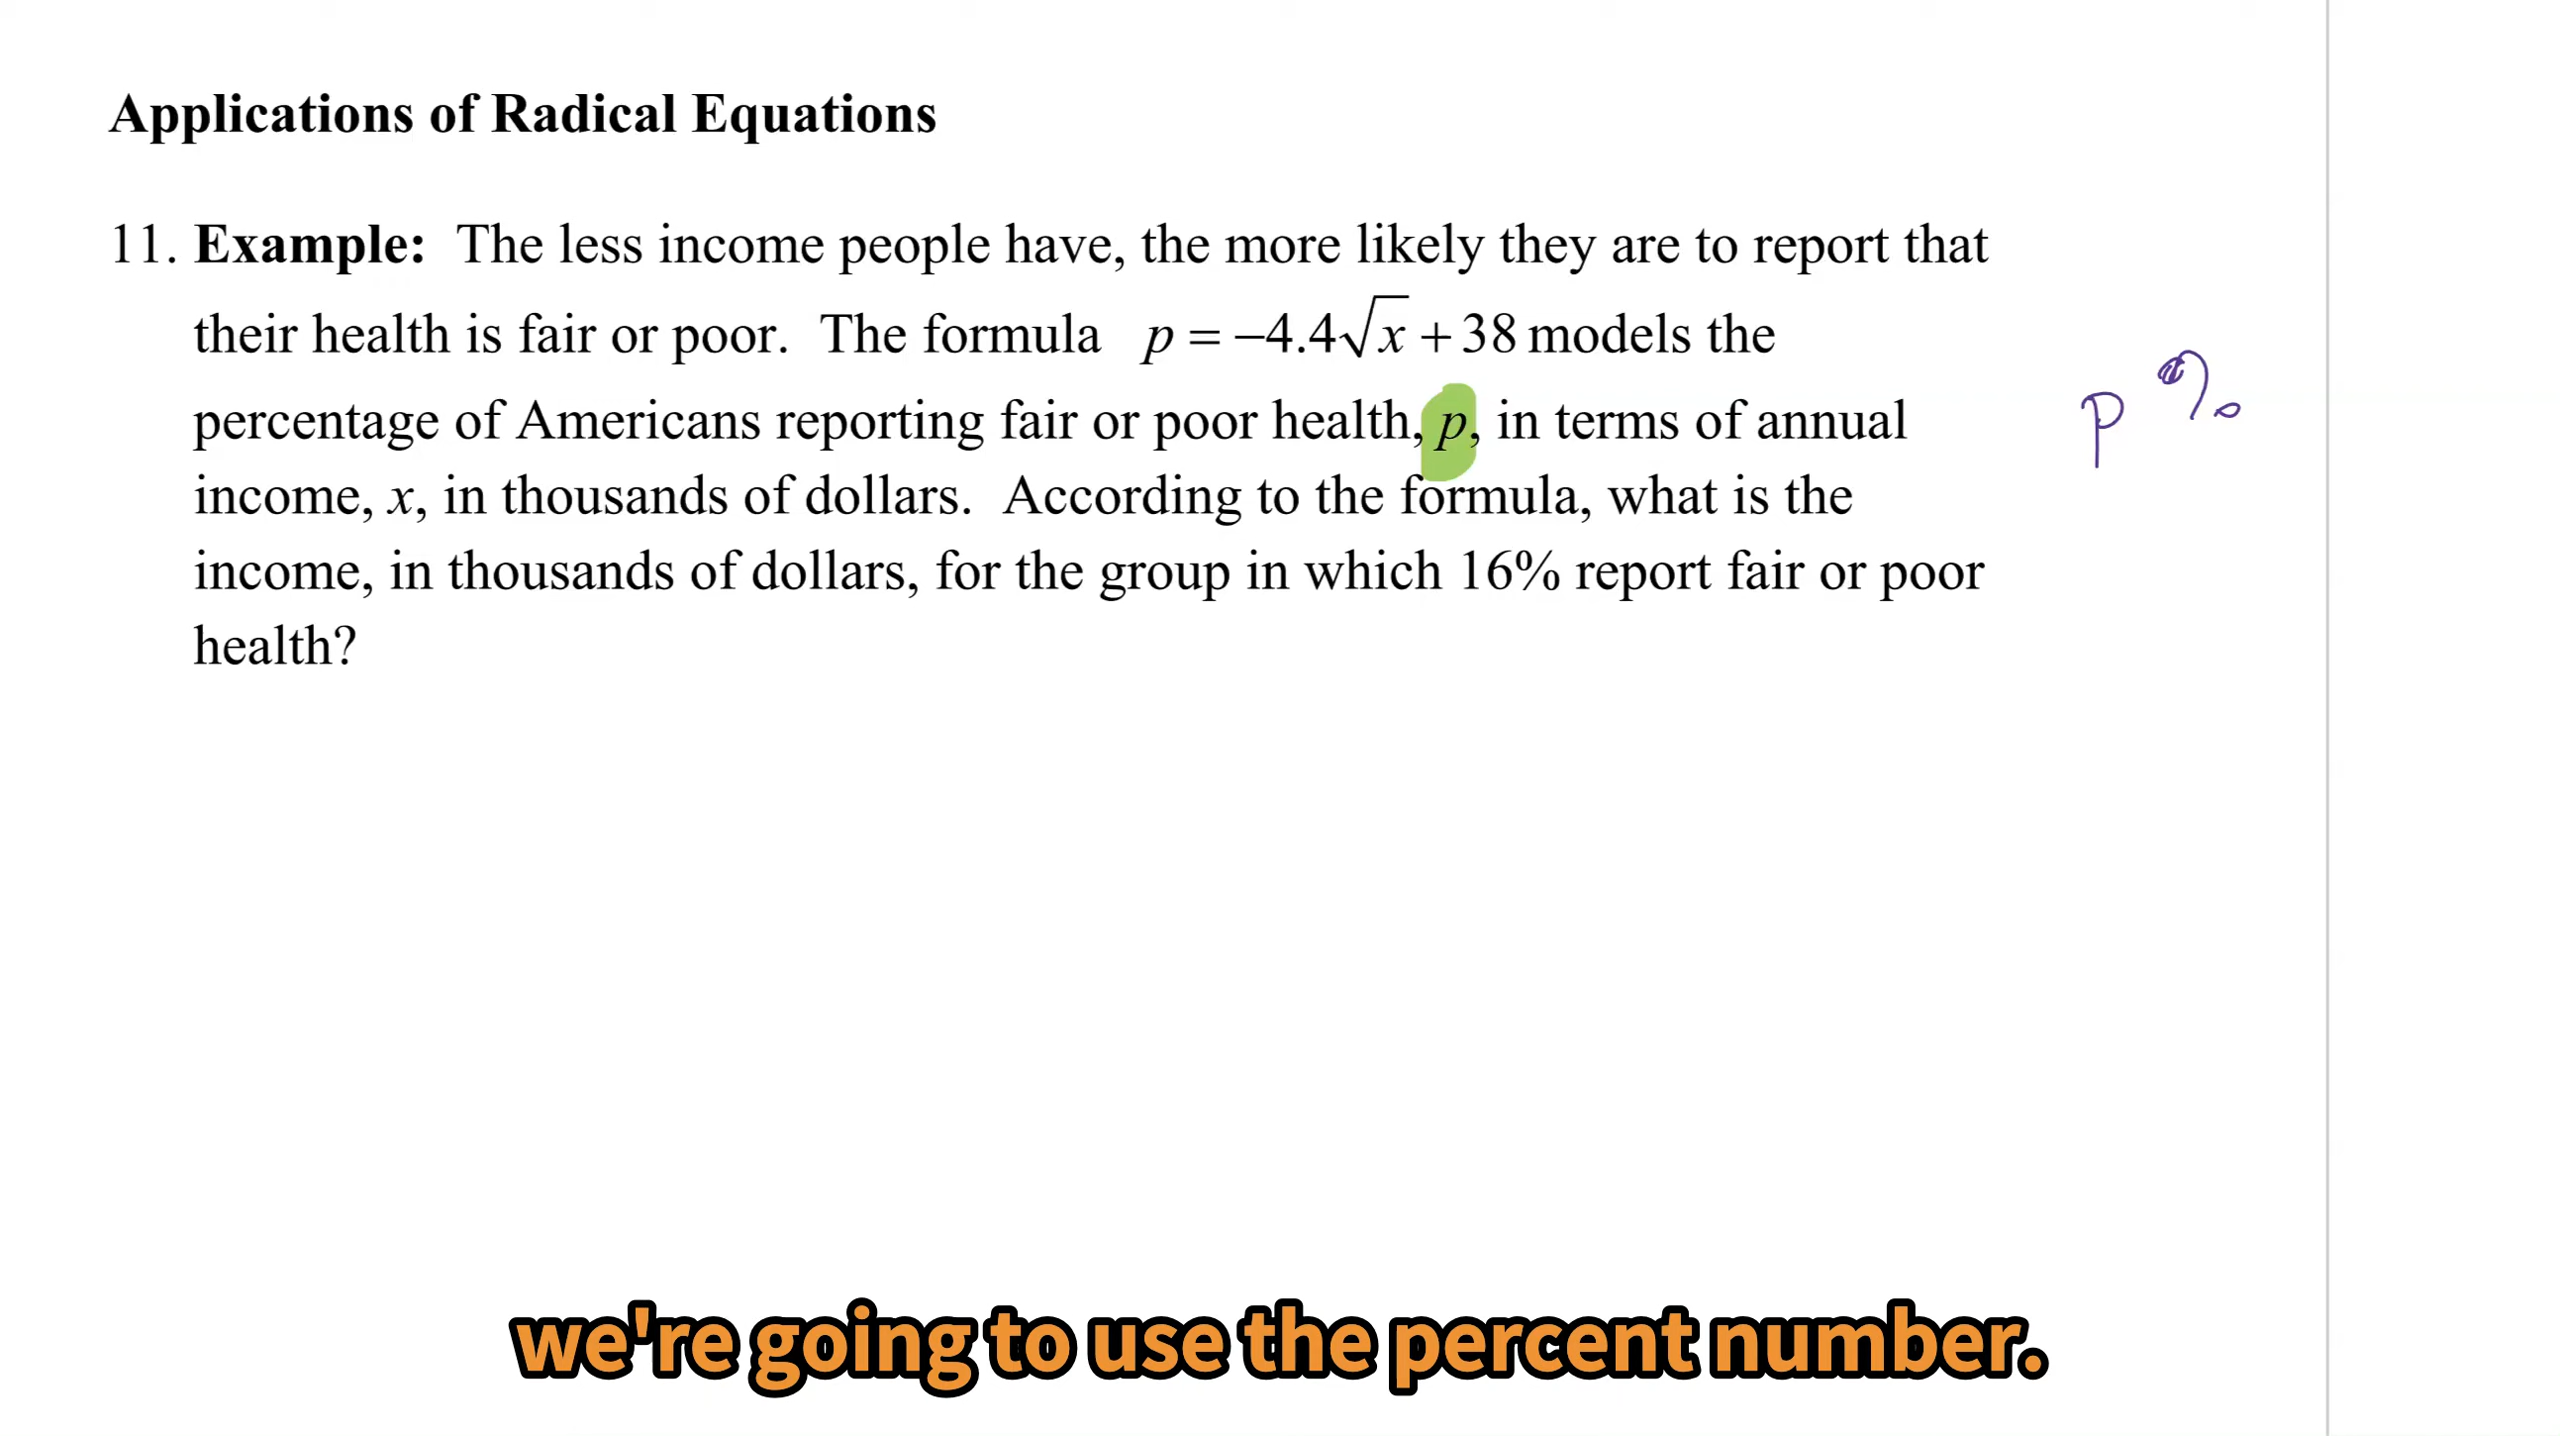 Applications of Radical Equations
11. Example: The less income people have, the more likely they are to report that
their health is fair or poor. The formula p = −4.4√x + 38 models the
percentage of Americans reporting fair or poor health, p, in terms of annual
p %
income, x, in thousands of dollars. According to the formula, what is the
income, in thousands of dollars, for the group in which 16% report fair or poor
health?
we're going to use the percent number.